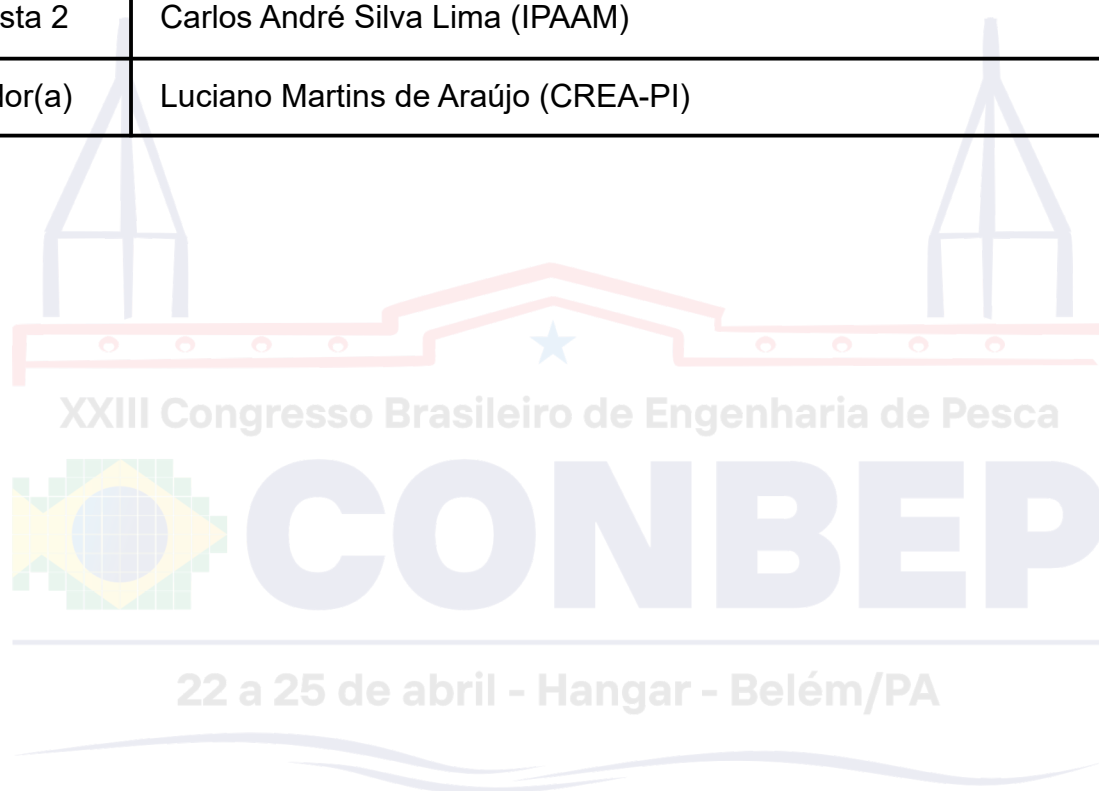 sta 2 Carlos André Silva Lima (IPAAM)
dor(a) Luciano Martins de Araújo (CREA-PI)
XXIII Congresso Brasileiro de Engenharia de Pesca
CONBEP
22 a 25 de abril - Hangar - Belém/PA